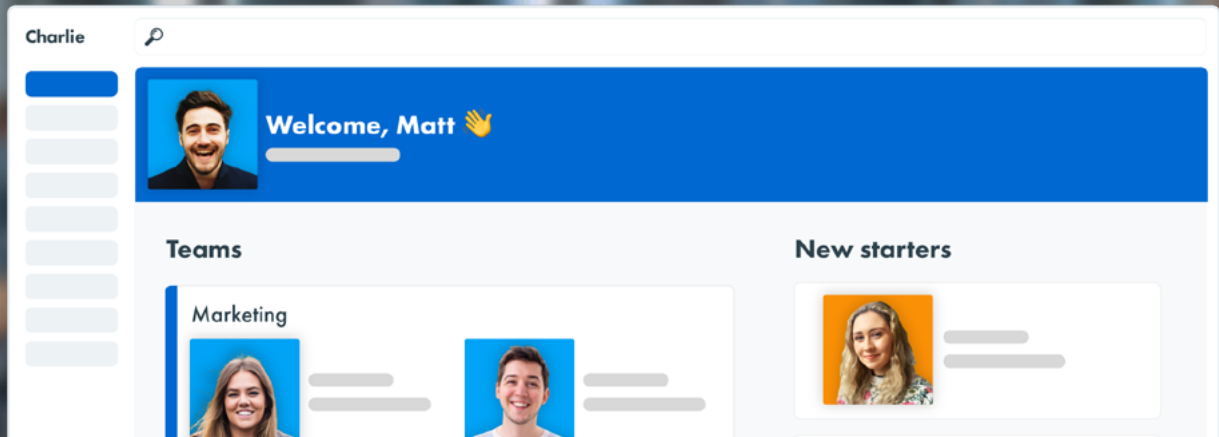 Charlie
Welcome, Matt 👋
Teams
New starters
Marketing